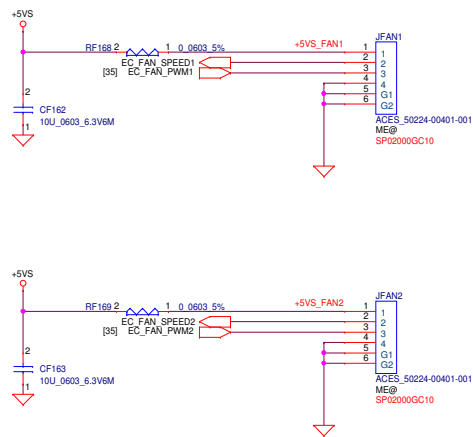 +5VS
RF168 2 1 0_0603_5% +5VS_FAN1
EC_FAN_SPEED1
[35] EC_FAN_PWM1
JFAN1
1 1
2 2
3 3
4 4
5 G1
6 G2
2
CF162
1 10U_0603_6.3V6M
ACES_50224-00401-001
ME@
SP02000GC10
+5VS
RF169 2 1 0_0603_5% +5VS_FAN2
EC_FAN_SPEED2
[35] EC_FAN_PWM2
JFAN2
1 1
2 2
3 3
4 4
5 G1
6 G2
2
CF163
1 10U_0603_6.3V6M
ACES_50224-00401-001
ME@
SP02000GC10